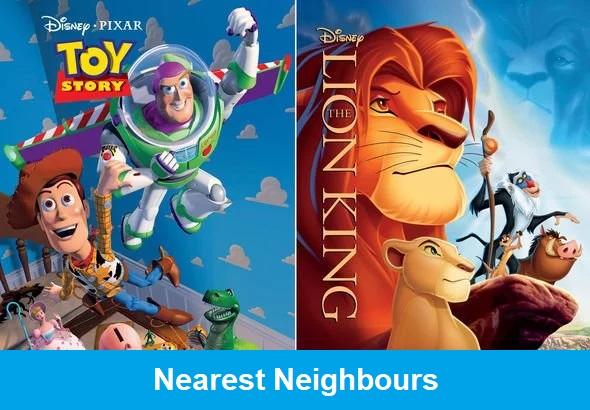 Disney · PIXAR
TOY
STORY
Disney
THE
LION KING
Nearest Neighbours